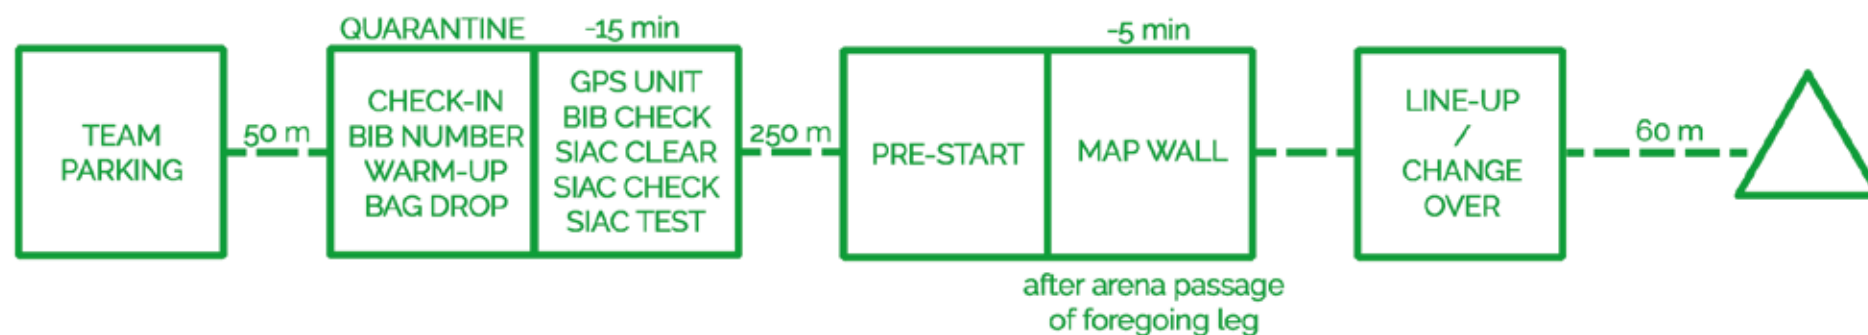 QUARANTINE
-15 min
-5 min
TEAM
PARKING
50 m
CHECK-IN
BIB NUMBER
WARM-UP
BAG DROP
GPS UNIT
BIB CHECK
SIAC CLEAR
SIAC CHECK
SIAC TEST
250 m
PRE-START
MAP WALL
LINE-UP
/
CHANGE
OVER
60 m
after arena passage
of foregoing leg